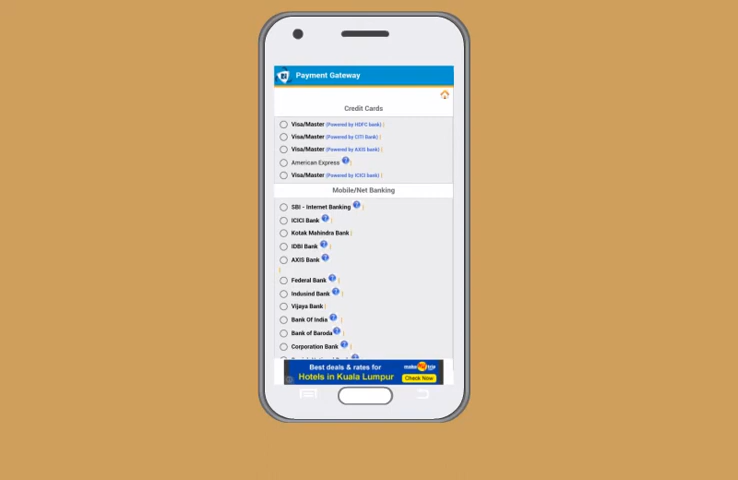 Payment Gateway
Credit Cards
Visa/Master (Powered by HDFC bank) |
Visa/Master (Powered by CITI Bank) |
Visa/Master (Powered by AXIS bank) |
American Express ? |
Visa/Master (Powered by ICICI bank) |
Mobile/Net Banking
SBI - Internet Banking ? |
ICICI Bank ? |
Kotak Mahindra Bank |
IDBI Bank ? |
AXIS Bank ?
|
Federal Bank ? |
Indusind Bank ? |
Vijaya Bank |
Bank Of India ? |
Bank of Baroda ? |
Corporation Bank ? |
Best deals & rates for
Hotels in Kuala Lumpur
make my trip
Check Now